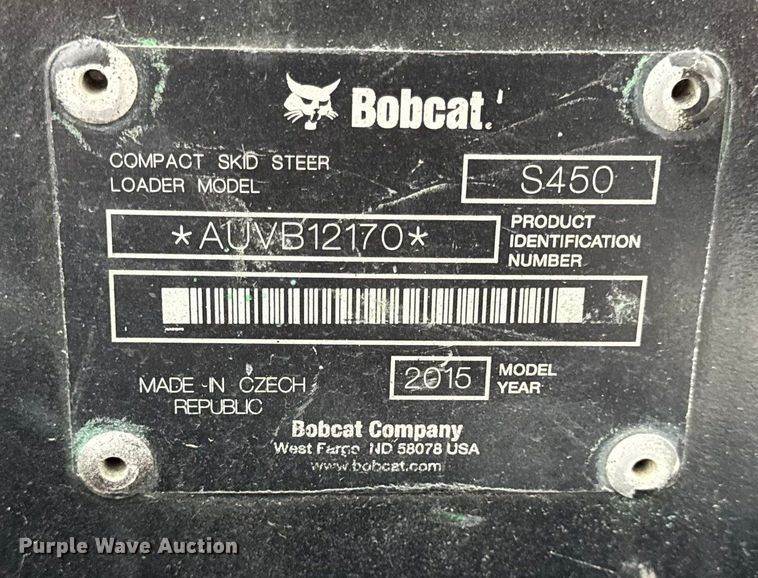 Bobcat.
COMPACT SKID STEER
LOADER MODEL
S450
*AUVB12170*
PRODUCT
IDENTIFICATION
NUMBER
2015
MODEL
YEAR
MADE IN CZECH
REPUBLIC
Bobcat Company
West Fargo ND 58078 USA
www.bobcat.com
Purple Wave Auction